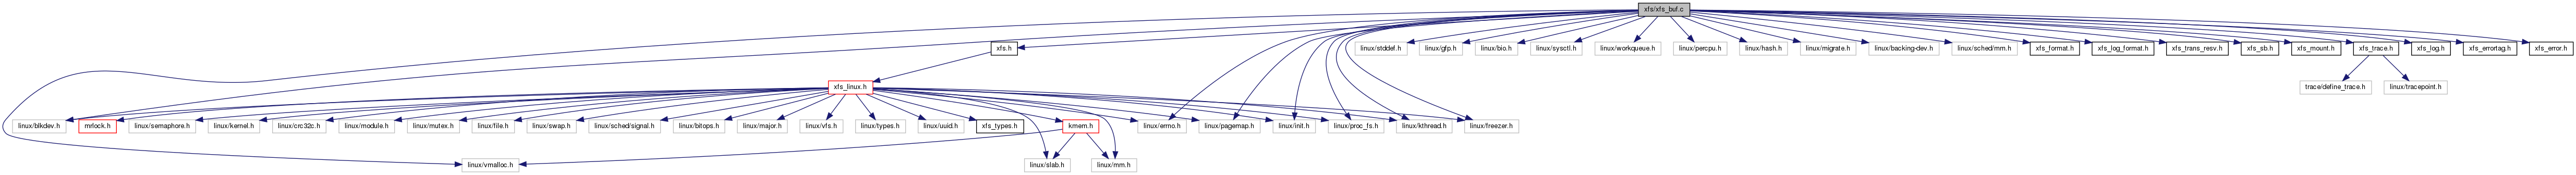 xfs/xfs_buf.c
xfs.h
linux/stddef.h
linux/gfp.h
linux/bio.h
linux/sysctl.h
linux/workqueue.h
linux/percpu.h
linux/hash.h
linux/migrate.h
linux/backing-dev.h
linux/sched/mm.h
xfs_format.h
xfs_log_format.h
xfs_trans_resv.h
xfs_sb.h
xfs_mount.h
xfs_trace.h
xfs_log.h
xfs_errortag.h
xfs_error.h
xfs_linux.h
trace/define_trace.h
linux/tracepoint.h
linux/blkdev.h
mrlock.h
linux/semaphore.h
linux/kernel.h
linux/crc32c.h
linux/module.h
linux/mutex.h
linux/file.h
linux/swap.h
linux/sched/signal.h
linux/bitops.h
linux/major.h
linux/vfs.h
linux/types.h
linux/uuid.h
xfs_types.h
kmem.h
linux/errno.h
linux/pagemap.h
linux/init.h
linux/proc_fs.h
linux/kthread.h
linux/freezer.h
linux/vmalloc.h
linux/slab.h
linux/mm.h